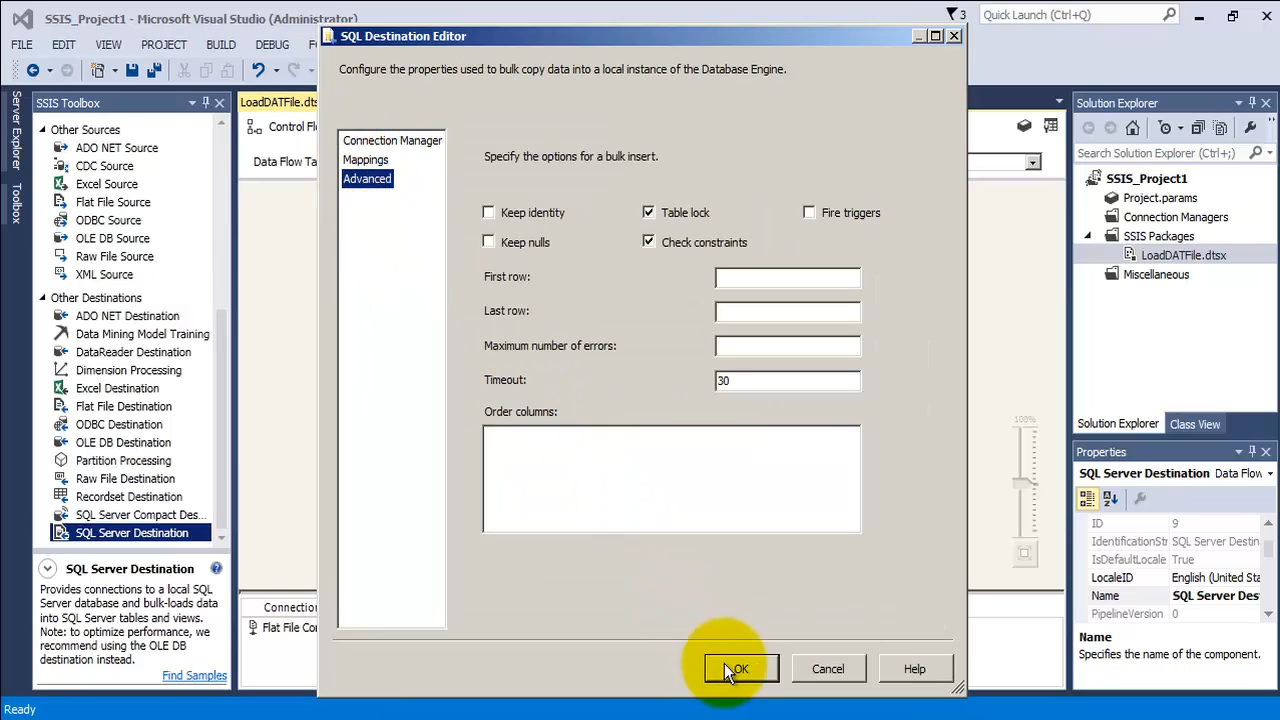 SSIS_Project1 - Microsoft Visual Studio (Administrator)
3
Quick Launch (Ctrl+Q)
FILE EDIT VIEW PROJECT BUILD DEBUG
SQL Destination Editor
Configure the properties used to bulk copy data into a local instance of the Database Engine.
Connection Manager
Mappings
Advanced
Specify the options for a bulk insert.
Keep identity
Table lock
Fire triggers
Keep nulls
Check constraints
First row:
Last row:
Maximum number of errors:
Timeout:
30
Order columns:
OK
Cancel
Help
Server Explorer
Toolbox
SSIS Toolbox
Other Sources
ADO NET Source
CDC Source
Excel Source
Flat File Source
ODBC Source
OLE DB Source
Raw File Source
XML Source
Other Destinations
ADO NET Destination
Data Mining Model Training
DataReader Destination
Dimension Processing
Excel Destination
Flat File Destination
ODBC Destination
OLE DB Destination
Partition Processing
Raw File Destination
Recordset Destination
SQL Server Compact Des...
SQL Server Destination
SQL Server Destination
Provides connections to a local SQL
Server database and bulk-loads data
into SQL Server tables and views.
Note: to optimize performance, we
recommend using the OLE DB
destination instead.
Find Samples
LoadDATFile.dts
Control Fl
Data Flow Ta
Connection
Flat File Con
100%
Solution Explorer
Search Solution Explorer (Ctrl+;)
SSIS_Project1
Project.params
Connection Managers
SSIS Packages
LoadDATFile.dtsx
Miscellaneous
Solution Explorer
Class View
Properties
SQL Server Destination Data Flow
ID 9
IdentificationStr SQL Server Destin
IsDefaultLocale True
LocaleID English (United Sta
Name SQL Server Des
PipelineVersion 0
Name
Specifies the name of the component.
Ready